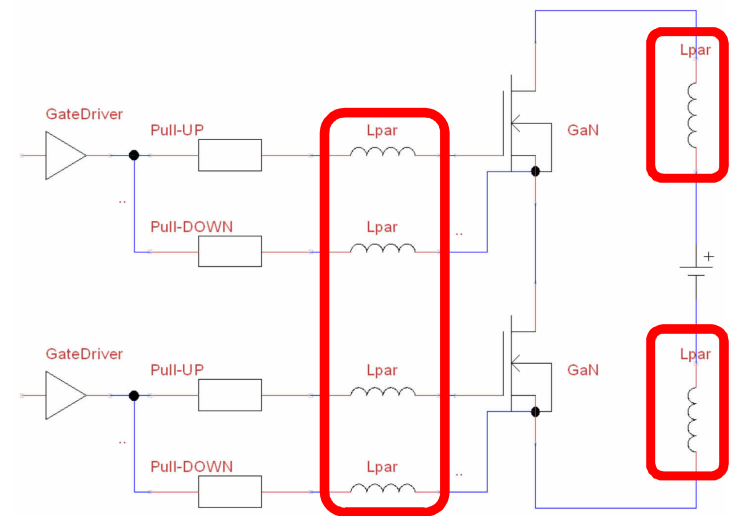 Lpar
GateDriver
Pull-UP
Lpar
GaN
..
Pull-DOWN
Lpar
..
+
GateDriver
Pull-UP
Lpar
GaN
Lpar
..
Pull-DOWN
Lpar
..